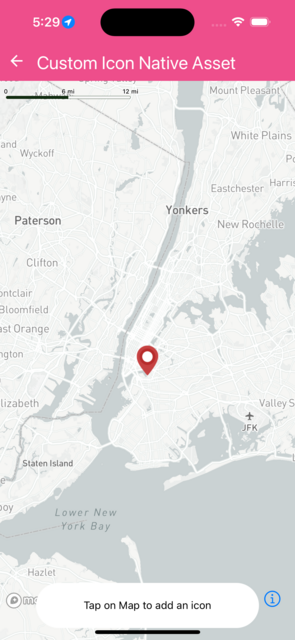 5:29
Custom Icon Native Asset
0 6 mi 12 mi
Mount Pleasant
White Plains
Wyckoff
Eastchester
Harris
Paterson
Yonkers
New Rochelle
Clifton
ontclair
Bloomfield
ast Orange
ngton
lizabeth
Valley S
JFK
Staten Island
Lower New
York Bay
Hazlet
Tap on Map to add an icon